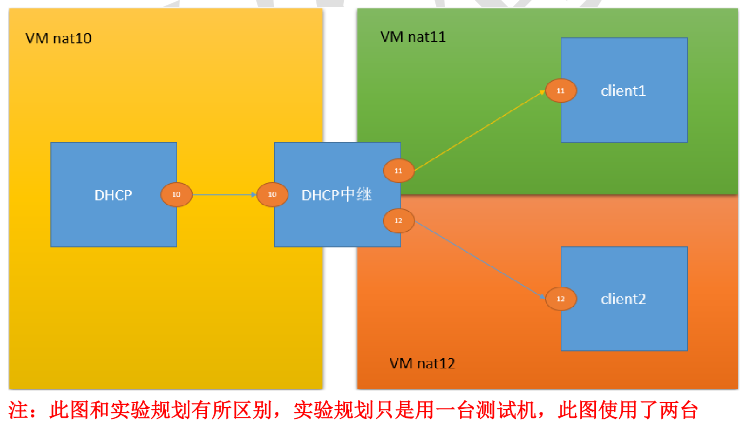 VM nat10
VM nat11
11
client1
DHCP
10
10
DHCP中继
11
12
12
client2
VM nat12
注：此图和实验规划有所区别，实验规划只是用一台测试机，此图使用了两台